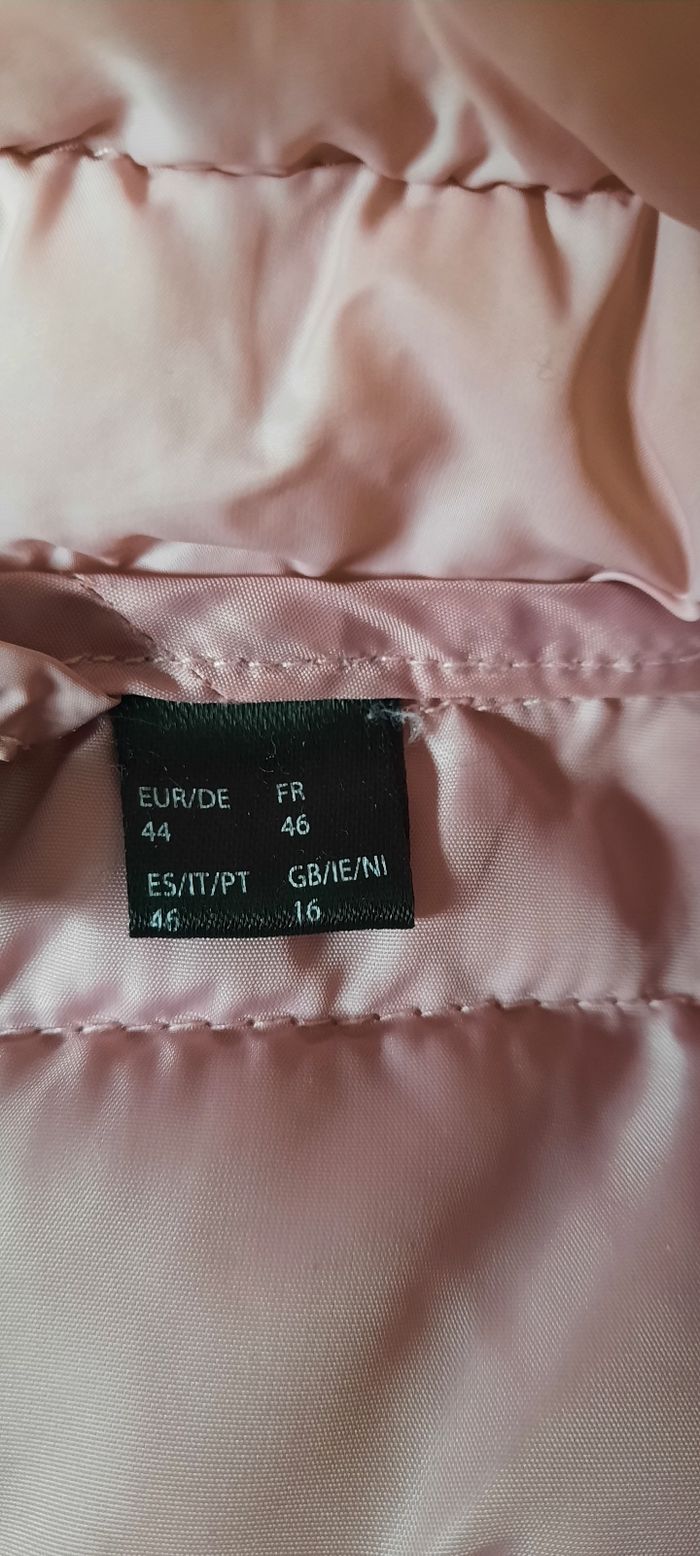 EUR/DE FR
44 46
ES/IT/PT GB/IE/NI
46 16